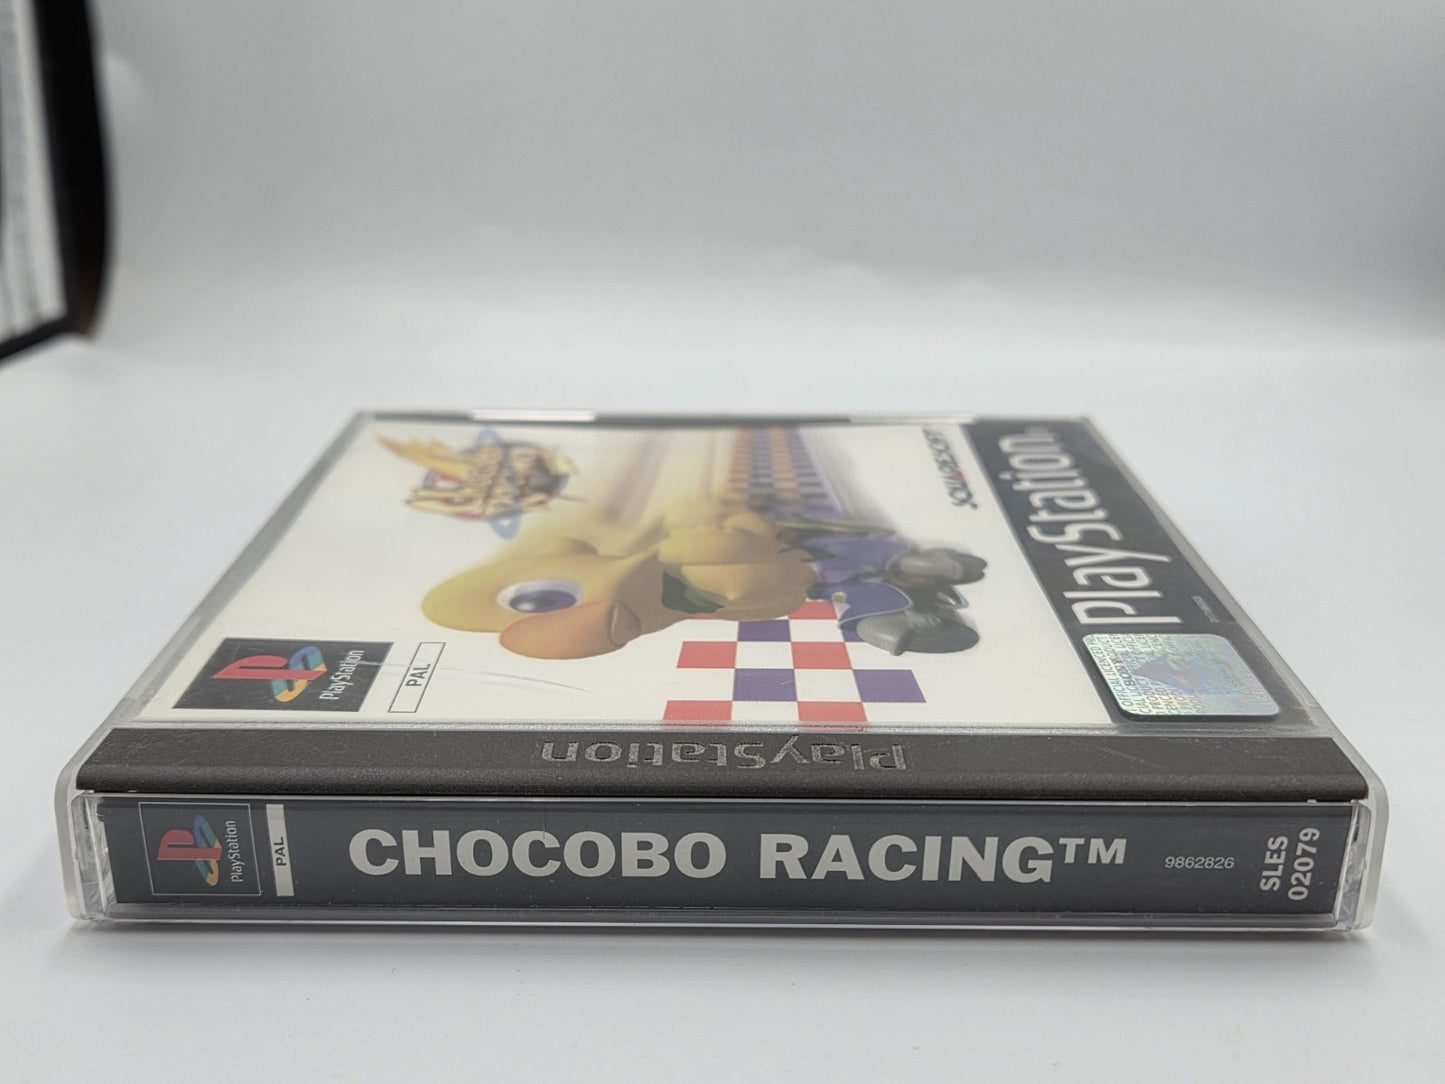 PlayStation
SQUARESOFT
PlayStation
PAL
PlayStation
PlayStation
PAL
CHOCOBO RACING™
9862826
SLES
02079